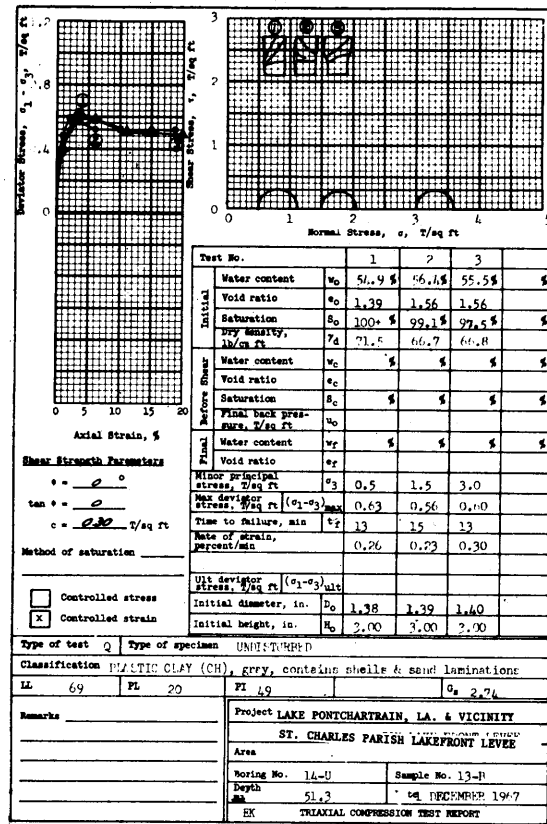 Deviator Stress, σ1 - σ3, T/sq ft
.8
0.4
0
0 5 10 15 20
Axial Strain, %
Shear Stress, τ, T/sq ft
3
2
1
0
0 1 2 3 4 5
Normal Stress, σ, T/sq ft
Shear Strength Parameters
φ = 0 °
tan φ = 0
c = 0.30 T/sq ft
Method of saturation
Controlled stress
X Controlled strain
Test No. 1 2 3
Initial
Water content w0 54.9 % 56.4 % 55.5 % %
Void ratio e0 1.39 1.56 1.56
Saturation S0 100+ % 99.1 % 97.5 % %
Dry density, lb/cu ft γd 71.5 66.7 66.8
Before Shear
Water content wc % % % %
Void ratio ec
Saturation Sc % % % %
Final back pressure, T/sq ft u0
Final
Water content wf % % % %
Void ratio ef
Minor principal stress, T/sq ft σ3 0.5 1.5 3.0
Max deviator stress, T/sq ft (σ1-σ3)max 0.63 0.56 0.60
Time to failure, min tf 13 15 13
Rate of strain, percent/min 0.26 0.23 0.30
Ult deviator stress, T/sq ft (σ1-σ3)ult
Initial diameter, in. D0 1.38 1.39 1.40
Initial height, in. H0 3.00 3.00 3.00
Type of test Q Type of specimen UNDISTURBED
Classification PLASTIC CLAY (CH), gray, contains shells & sand laminations
LL 69 PL 20 PI 49 Gs 2.74
Remarks
Project LAKE PONTCHARTRAIN, LA. & VICINITY
ST. CHARLES PARISH LAKEFRONT LEVEE
Area
Boring No. 14-U Sample No. 13-B
Depth 51.3 DECEMBER 1967
EK TRIAXIAL COMPRESSION TEST REPORT